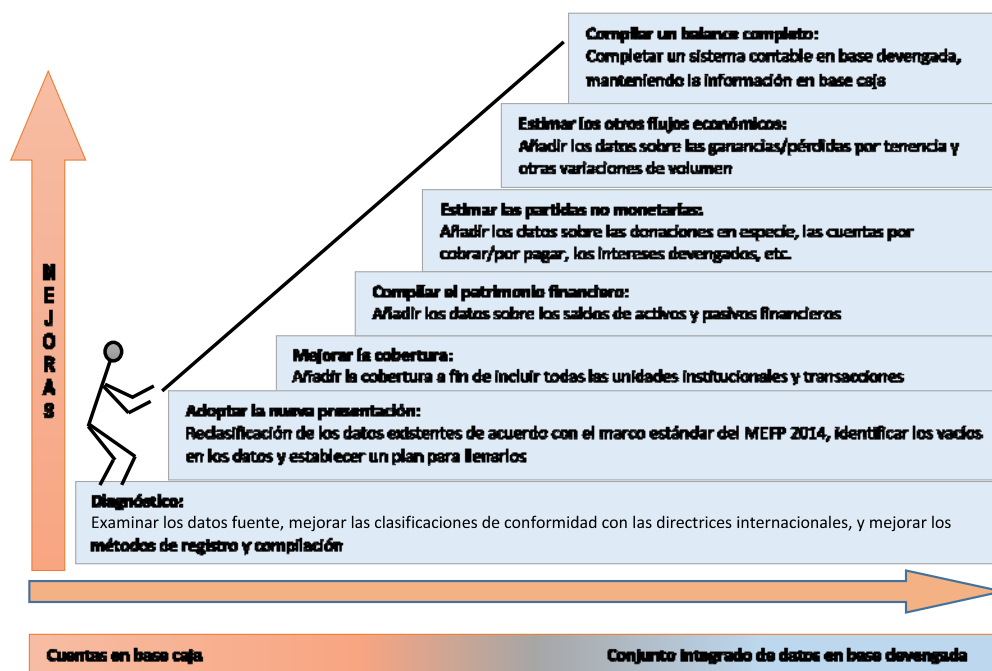 Compilar un balance completo:
Completar un sistema contable en base devengada,
manteniendo la información en base caja
Estimar los otros flujos económicos:
Añadir los datos sobre las ganancias/pérdidas por tenencia y
otras variaciones de volumen
Estimar las partidas no monetarias:
Añadir los datos sobre las donaciones en especie, las cuentas por
cobrar/por pagar, los intereses devengados, etc.
Compilar el patrimonio financiero:
Añadir los datos sobre los saldos de activos y pasivos financieros
Mejorar la cobertura:
Añadir la cobertura a fin de incluir todas las unidades institucionales y transacciones
Adoptar la nueva presentación:
Reclasificación de los datos existentes de acuerdo con el marco estándar del MEFP 2014, identificar los vacíos
en los datos y establecer un plan para llenarlos
Diagnóstico:
Examinar los datos fuente, mejorar las clasificaciones de conformidad con las directrices internacionales, y mejorar los
métodos de registro y compilación
M
E
J
O
R
A
S
Cuentas en base caja
Conjunto integrado de datos en base devengada